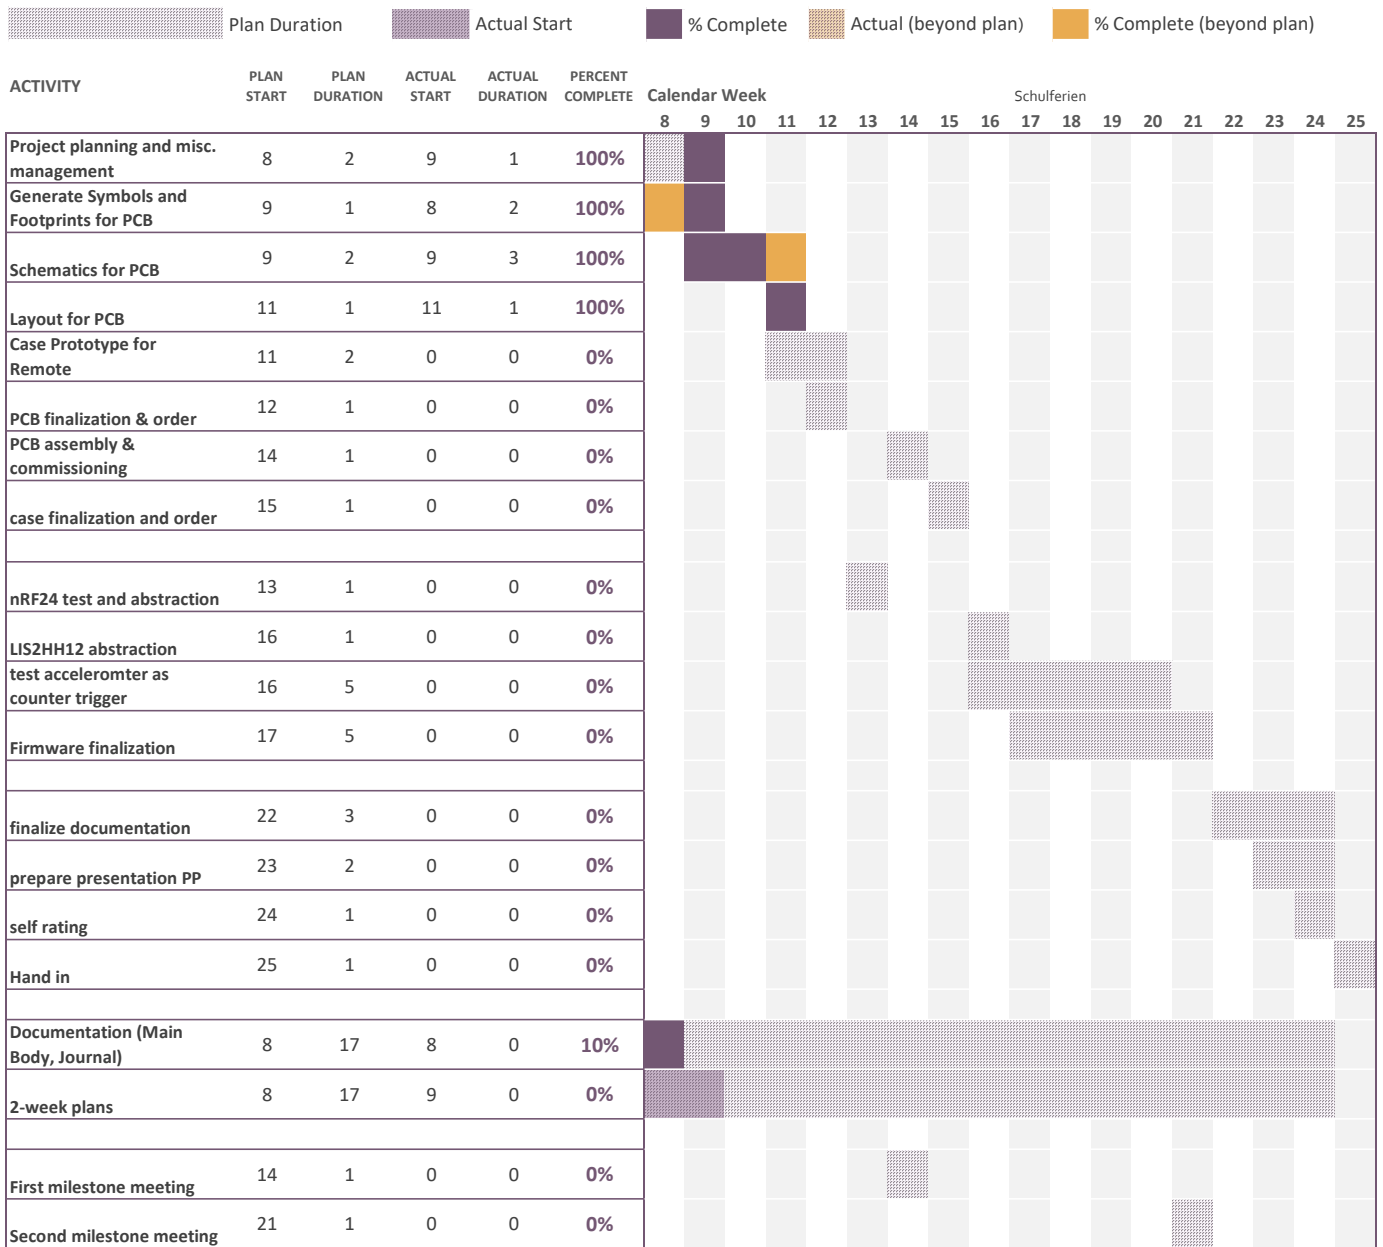 Plan Duration Actual Start % Complete Actual (beyond plan) % Complete (beyond plan)
ACTIVITY PLAN START PLAN DURATION ACTUAL START ACTUAL DURATION PERCENT COMPLETE Calendar Week Schulferien
8 9 10 11 12 13 14 15 16 17 18 19 20 21 22 23 24 25
Project planning and misc. management 8 2 9 1 100%
Generate Symbols and Footprints for PCB 9 1 8 2 100%
Schematics for PCB 9 2 9 3 100%
Layout for PCB 11 1 11 1 100%
Case Prototype for Remote 11 2 0 0 0%
PCB finalization & order 12 1 0 0 0%
PCB assembly & commissioning 14 1 0 0 0%
case finalization and order 15 1 0 0 0%
nRF24 test and abstraction 13 1 0 0 0%
LIS2HH12 abstraction 16 1 0 0 0%
test acceleromter as counter trigger 16 5 0 0 0%
Firmware finalization 17 5 0 0 0%
finalize documentation 22 3 0 0 0%
prepare presentation PP 23 2 0 0 0%
self rating 24 1 0 0 0%
Hand in 25 1 0 0 0%
Documentation (Main Body, Journal) 8 17 8 0 10%
2-week plans 8 17 9 0 0%
First milestone meeting 14 1 0 0 0%
Second milestone meeting 21 1 0 0 0%